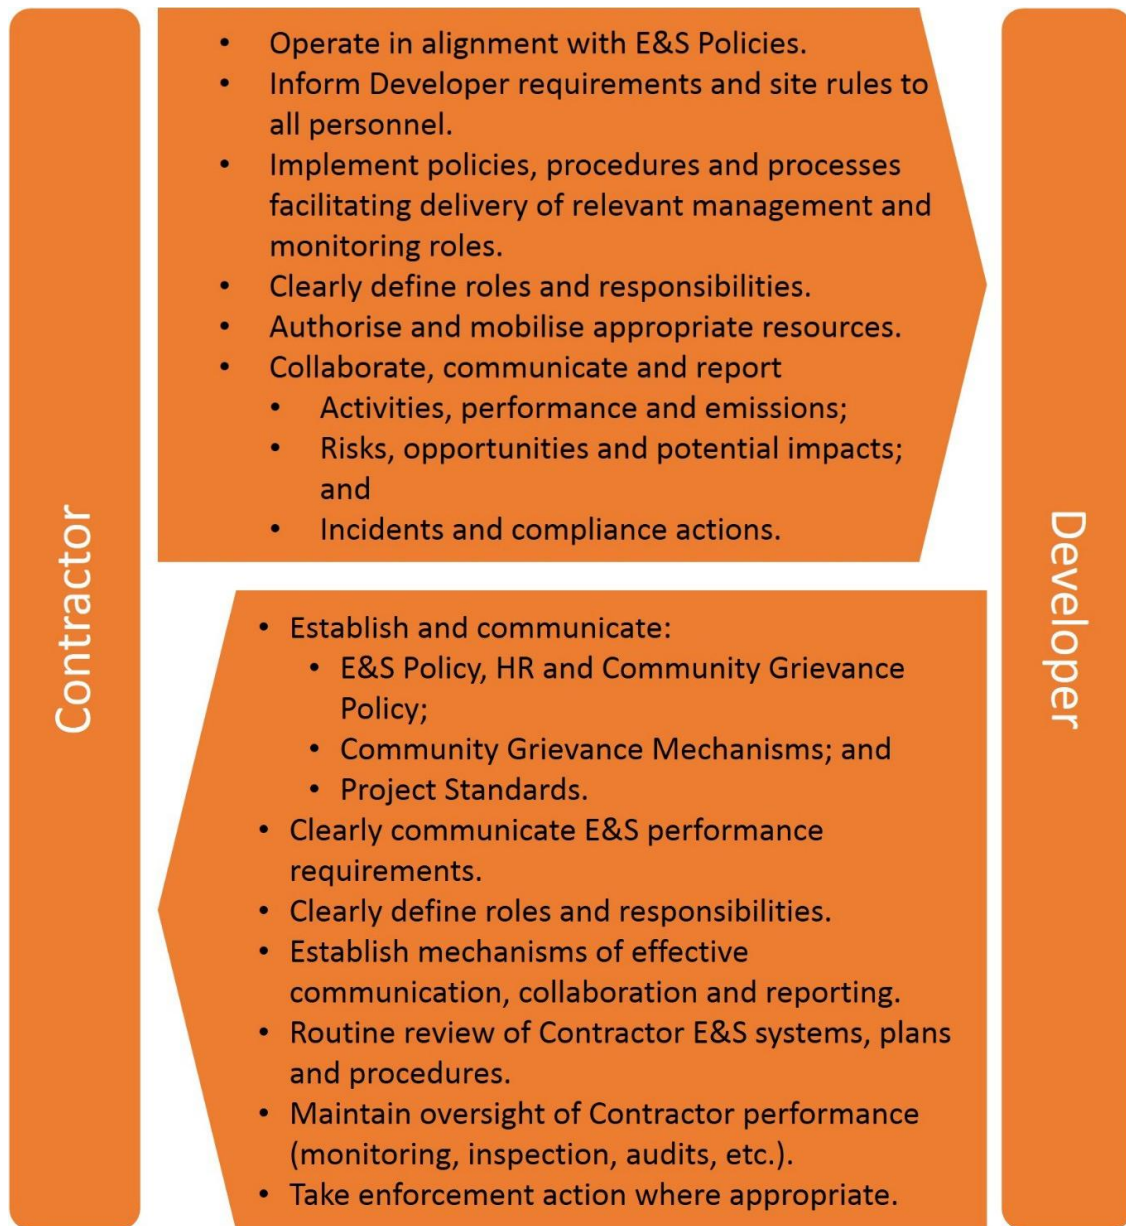 Contractor
• Operate in alignment with E&S Policies.
• Inform Developer requirements and site rules to
all personnel.
• Implement policies, procedures and processes
facilitating delivery of relevant management and
monitoring roles.
• Clearly define roles and responsibilities.
• Authorise and mobilise appropriate resources.
• Collaborate, communicate and report
• Activities, performance and emissions;
• Risks, opportunities and potential impacts;
and
• Incidents and compliance actions.
• Establish and communicate:
• E&S Policy, HR and Community Grievance
Policy;
• Community Grievance Mechanisms; and
• Project Standards.
• Clearly communicate E&S performance
requirements.
• Clearly define roles and responsibilities.
• Establish mechanisms of effective
communication, collaboration and reporting.
• Routine review of Contractor E&S systems, plans
and procedures.
• Maintain oversight of Contractor performance
(monitoring, inspection, audits, etc.).
• Take enforcement action where appropriate.
Developer